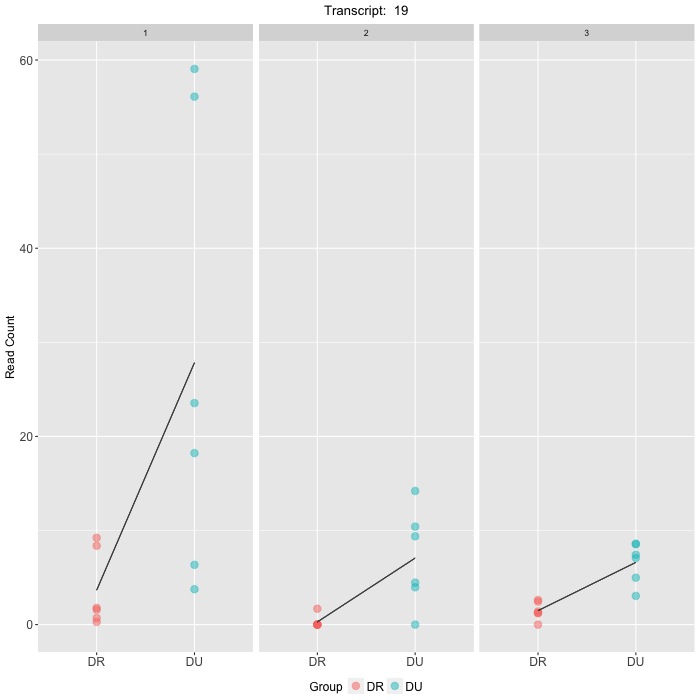 Transcript:  19
1 2 3
60
40
20
0
Read Count
DR DU DR DU DR DU
Group DR DU